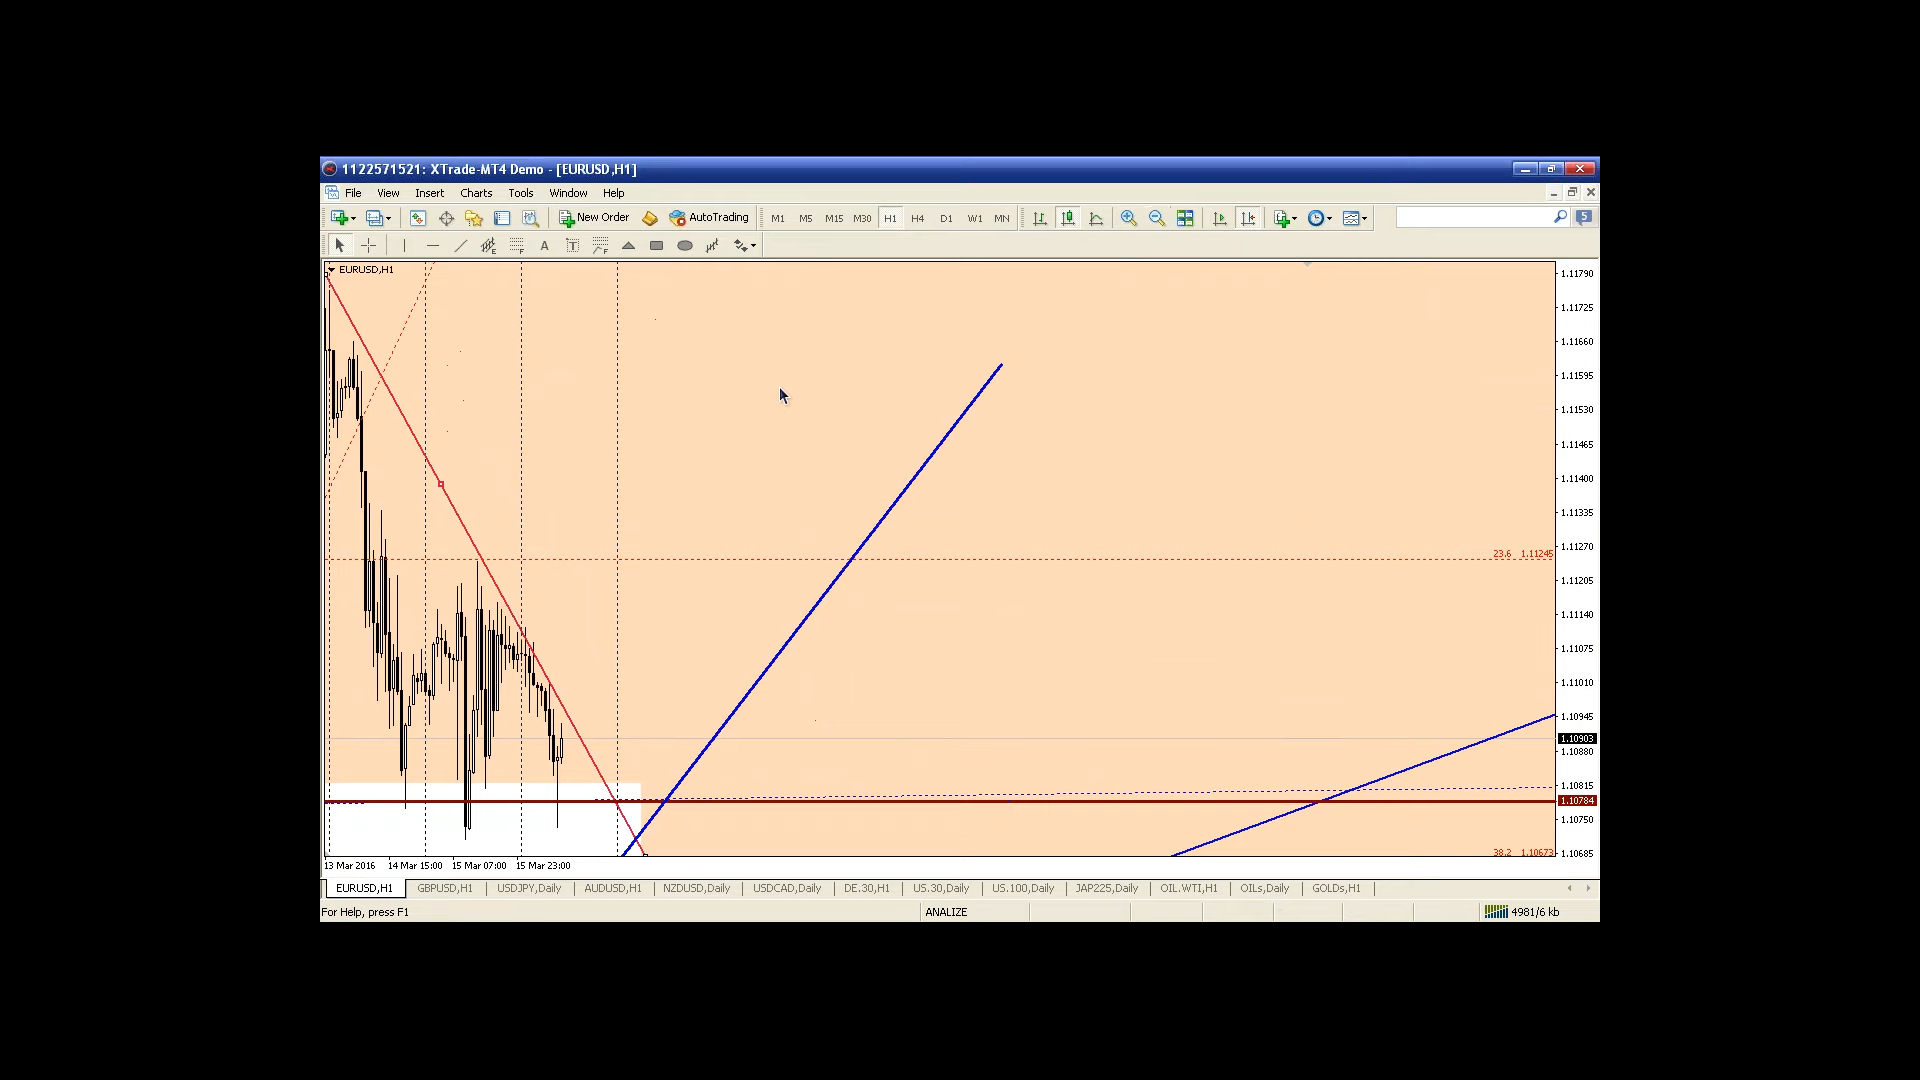 1122571521: XTrade-MT4 Demo - [EURUSD,H1]
File View Insert Charts Tools Window Help
New Order AutoTrading M1 M5 M15 M30 H1 H4 D1 W1 MN 5
A
EURUSD,H1
1.11790
1.11725
1.11660
1.11595
1.11530
1.11465
1.11400
1.11335
1.11270
23.6 1.11245
1.11205
1.11140
1.11075
1.11010
1.10945
1.10903
1.10880
1.10815
1.10784
1.10750
38.2 1.10673
1.10685
13 Mar 2016 14 Mar 15:00 15 Mar 07:00 15 Mar 23:00
EURUSD,H1 GBPUSD,H1 USDJPY,Daily AUDUSD,H1 NZDUSD,Daily USDCAD,Daily DE.30,H1 US.30,Daily US.100,Daily JAP225,Daily OIL.WTI,H1 OILs,Daily GOLDs,H1
For Help, press F1 ANALIZE 4981/6 kb